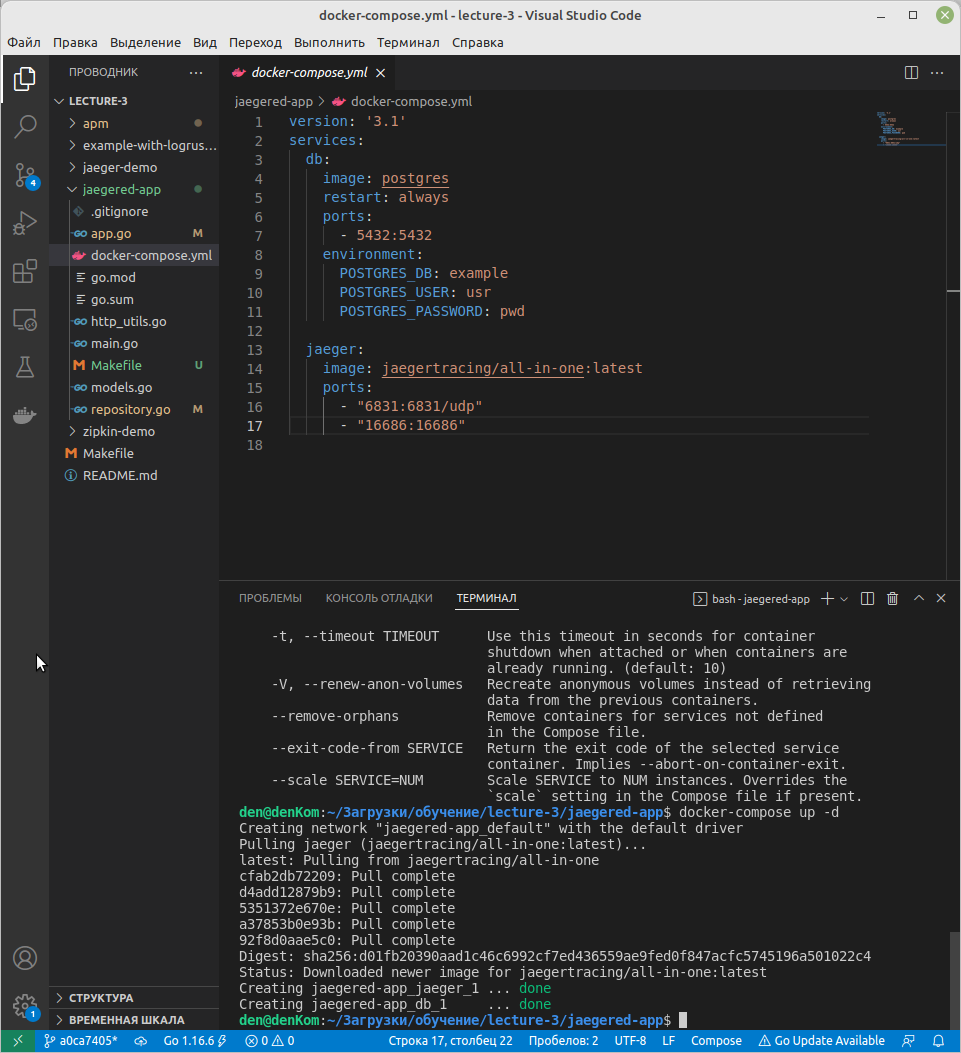 docker-compose.yml - lecture-3 - Visual Studio Code
Файл Правка Выделение Вид Переход Выполнить Терминал Справка
ПРОВОДНИК
LECTURE-3
apm
example-with-logrus...
jaeger-demo
jaegered-app
.gitignore
app.go M
docker-compose.yml
go.mod
go.sum
http_utils.go
main.go
Makefile U
models.go
repository.go M
zipkin-demo
Makefile
README.md
СТРУКТУРА
ВРЕМЕННАЯ ШКАЛА
4
1
docker-compose.yml
jaegered-app > docker-compose.yml
1 version: '3.1'
2 services:
3 db:
4 image: postgres
5 restart: always
6 ports:
7 - 5432:5432
8 environment:
9 POSTGRES_DB: example
10 POSTGRES_USER: usr
11 POSTGRES_PASSWORD: pwd
12
13 jaeger:
14 image: jaegertracing/all-in-one:latest
15 ports:
16 - "6831:6831/udp"
17 - "16686:16686"
18
ПРОБЛЕМЫ КОНСОЛЬ ОТЛАДКИ ТЕРМИНАЛ bash - jaegered-app
-t, --timeout TIMEOUT Use this timeout in seconds for container
shutdown when attached or when containers are
already running. (default: 10)
-V, --renew-anon-volumes Recreate anonymous volumes instead of retrieving
data from the previous containers.
--remove-orphans Remove containers for services not defined
in the Compose file.
--exit-code-from SERVICE Return the exit code of the selected service
container. Implies --abort-on-container-exit.
--scale SERVICE=NUM Scale SERVICE to NUM instances. Overrides the
`scale` setting in the Compose file if present.
den@denKom:~/Загрузки/обучение/lecture-3/jaegered-app$ docker-compose up -d
Creating network "jaegered-app_default" with the default driver
Pulling jaeger (jaegertracing/all-in-one:latest)...
latest: Pulling from jaegertracing/all-in-one
cfab2db72209: Pull complete
d4add12879b9: Pull complete
5351372e670e: Pull complete
a37853b0e93b: Pull complete
92f8d0aae5c0: Pull complete
Digest: sha256:d01fb20390aad1c46c6992cf7ed436559ae9fed0f847acfc5745196a501022c4
Status: Downloaded newer image for jaegertracing/all-in-one:latest
Creating jaegered-app_jaeger_1 ... done
Creating jaegered-app_db_1 ... done
den@denKom:~/Загрузки/обучение/lecture-3/jaegered-app$
a0ca7405* Go 1.16.6 0 0 Строка 17, столбец 22 Пробелов: 2 UTF-8 LF Compose Go Update Available